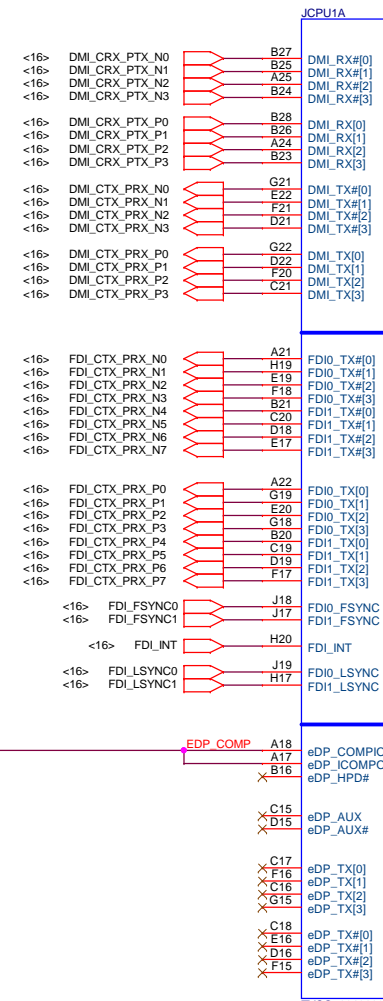 JCPU1A
<16> DMI_CRX_PTX_N0 B27 DMI_RX#[0]
<16> DMI_CRX_PTX_N1 B25 DMI_RX#[1]
<16> DMI_CRX_PTX_N2 A25 DMI_RX#[2]
<16> DMI_CRX_PTX_N3 B24 DMI_RX#[3]
<16> DMI_CRX_PTX_P0 B28 DMI_RX[0]
<16> DMI_CRX_PTX_P1 B26 DMI_RX[1]
<16> DMI_CRX_PTX_P2 A24 DMI_RX[2]
<16> DMI_CRX_PTX_P3 B23 DMI_RX[3]
<16> DMI_CTX_PRX_N0 G21 DMI_TX#[0]
<16> DMI_CTX_PRX_N1 E22 DMI_TX#[1]
<16> DMI_CTX_PRX_N2 F21 DMI_TX#[2]
<16> DMI_CTX_PRX_N3 D21 DMI_TX#[3]
<16> DMI_CTX_PRX_P0 G22 DMI_TX[0]
<16> DMI_CTX_PRX_P1 D22 DMI_TX[1]
<16> DMI_CTX_PRX_P2 F20 DMI_TX[2]
<16> DMI_CTX_PRX_P3 C21 DMI_TX[3]
<16> FDI_CTX_PRX_N0 A21 FDI0_TX#[0]
<16> FDI_CTX_PRX_N1 H19 FDI0_TX#[1]
<16> FDI_CTX_PRX_N2 E19 FDI0_TX#[2]
<16> FDI_CTX_PRX_N3 F18 FDI0_TX#[3]
<16> FDI_CTX_PRX_N4 B21 FDI1_TX#[0]
<16> FDI_CTX_PRX_N5 C20 FDI1_TX#[1]
<16> FDI_CTX_PRX_N6 D18 FDI1_TX#[2]
<16> FDI_CTX_PRX_N7 E17 FDI1_TX#[3]
<16> FDI_CTX_PRX_P0 A22 FDI0_TX[0]
<16> FDI_CTX_PRX_P1 G19 FDI0_TX[1]
<16> FDI_CTX_PRX_P2 E20 FDI0_TX[2]
<16> FDI_CTX_PRX_P3 G18 FDI0_TX[3]
<16> FDI_CTX_PRX_P4 B20 FDI1_TX[0]
<16> FDI_CTX_PRX_P5 C19 FDI1_TX[1]
<16> FDI_CTX_PRX_P6 D19 FDI1_TX[2]
<16> FDI_CTX_PRX_P7 F17 FDI1_TX[3]
<16> FDI_FSYNC0 J18 FDI0_FSYNC
<16> FDI_FSYNC1 J17 FDI1_FSYNC
<16> FDI_INT H20 FDI_INT
<16> FDI_LSYNC0 J19 FDI0_LSYNC
<16> FDI_LSYNC1 H17 FDI1_LSYNC
EDP_COMP A18 eDP_COMPIO
A17 eDP_ICOMPO
B16 eDP_HPD#
C15 eDP_AUX
D15 eDP_AUX#
C17 eDP_TX[0]
F16 eDP_TX[1]
C16 eDP_TX[2]
G15 eDP_TX[3]
C18 eDP_TX#[0]
E16 eDP_TX#[1]
D16 eDP_TX#[2]
F15 eDP_TX#[3]